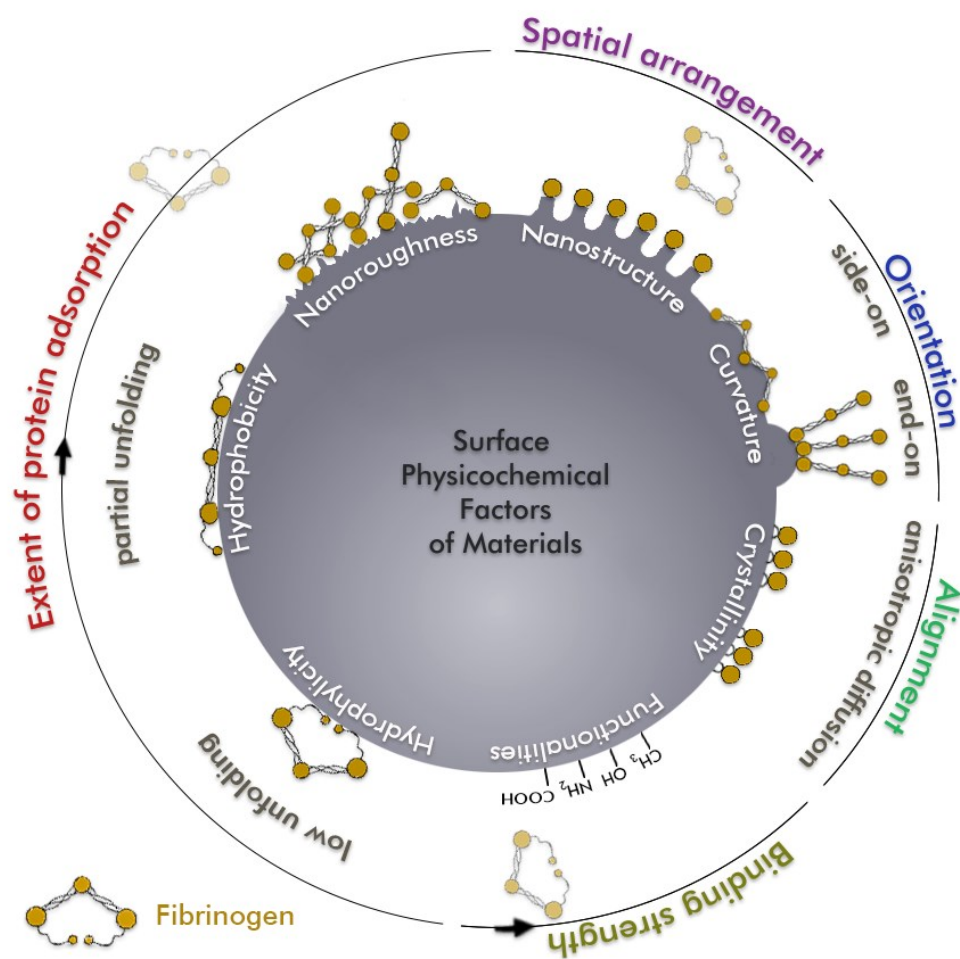 Spatial arrangement
Orientation
side-on
end-on
Alignment
anisotropic diffusion
Binding strength
Extent of protein adsorption
partial unfolding
low unfolding
Nanoroughness
Nanostructure
Curvature
Crystallinity
Functionalities
CH₃
OH
NH₂
COOH
Hydrophylicity
Hydrophobicity
Surface
Physicochemical
Factors
of Materials
Fibrinogen